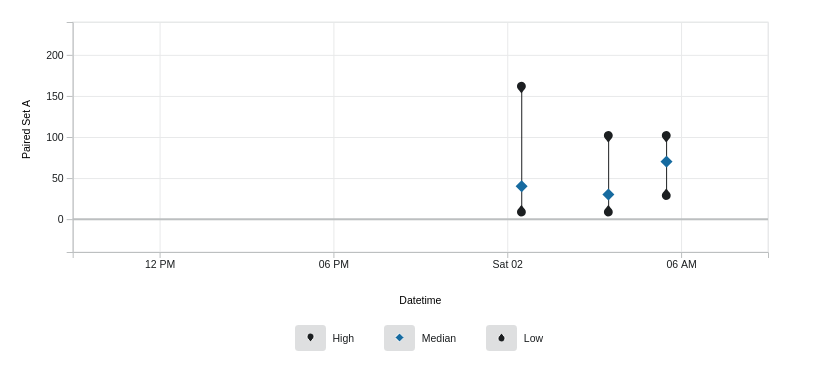 200
150
100
50
0
Paired Set A
12 PM
06 PM
Sat 02
06 AM
Datetime
High
Median
Low